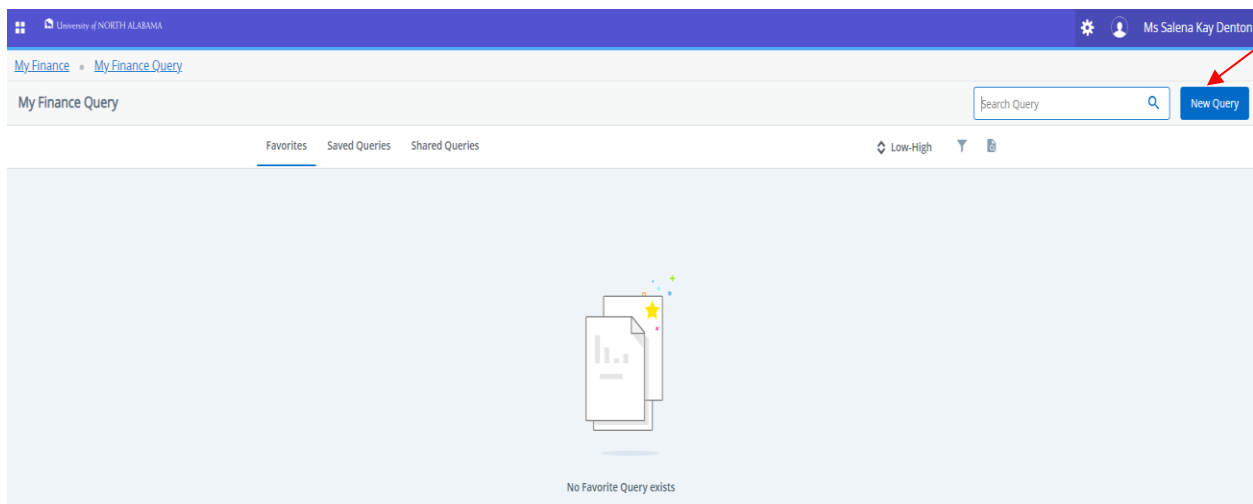 University of NORTH ALABAMA
Ms Salena Kay Denton
My Finance • My Finance Query
My Finance Query
Search Query
New Query
Favorites Saved Queries Shared Queries
Low-High
No Favorite Query exists